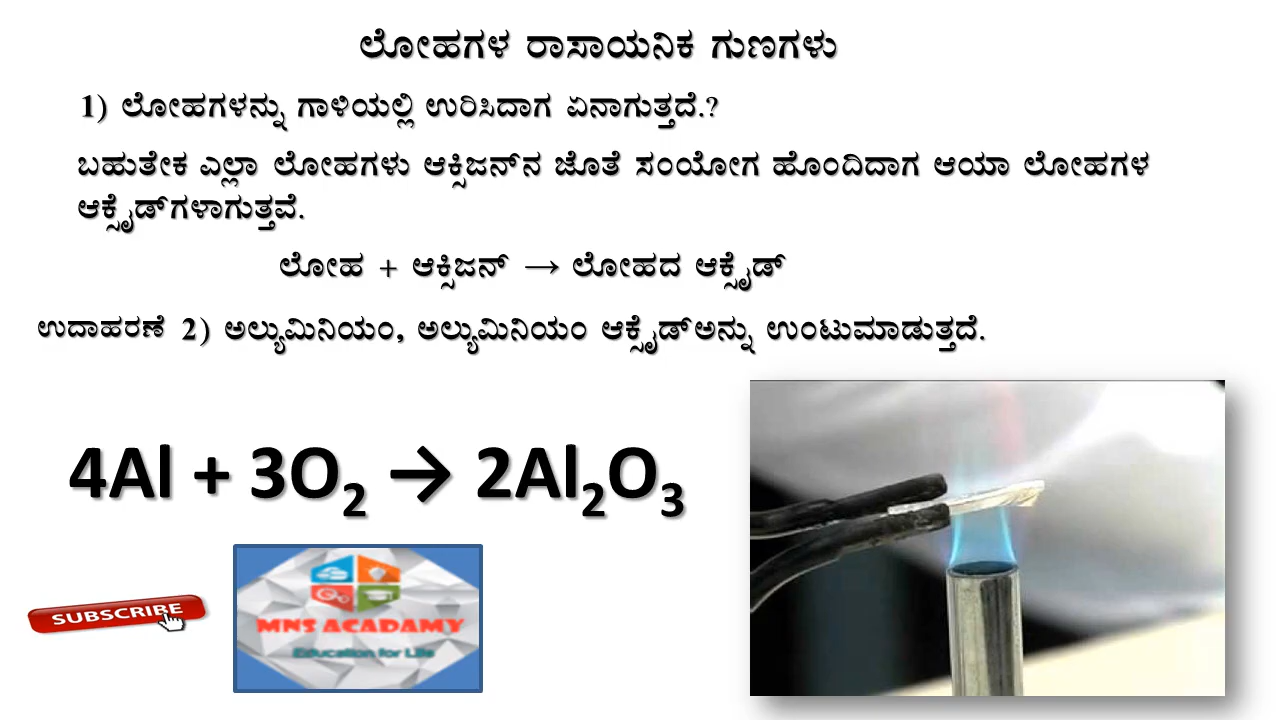 ಲೋಹಗಳ ರಾಸಾಯನಿಕ ಗುಣಗಳು
1) ಲೋಹಗಳನ್ನು ಗಾಳಿಯಲ್ಲಿ ಉರಿಸಿದಾಗ ಏನಾಗುತ್ತದೆ.?
ಬಹುತೇಕ ಎಲ್ಲಾ ಲೋಹಗಳು ಆಕ್ಸಿಜನ್‌ನ ಜೊತೆ ಸಂಯೋಗ ಹೊಂದಿದಾಗ ಆಯಾ ಲೋಹಗಳ
ಆಕ್ಸೈಡ್‌ಗಳಾಗುತ್ತವೆ.
ಲೋಹ + ಆಕ್ಸಿಜನ್ → ಲೋಹದ ಆಕ್ಸೈಡ್
ಉದಾಹರಣೆ 2) ಅಲ್ಯುಮಿನಿಯಂ, ಅಲ್ಯುಮಿನಿಯಂ ಆಕ್ಸೈಡ್‌ಅನ್ನು ಉಂಟುಮಾಡುತ್ತದೆ.
4Al + 3O₂ → 2Al₂O₃
SUBSCRIBE
MNS ACADAMY
Education for Life